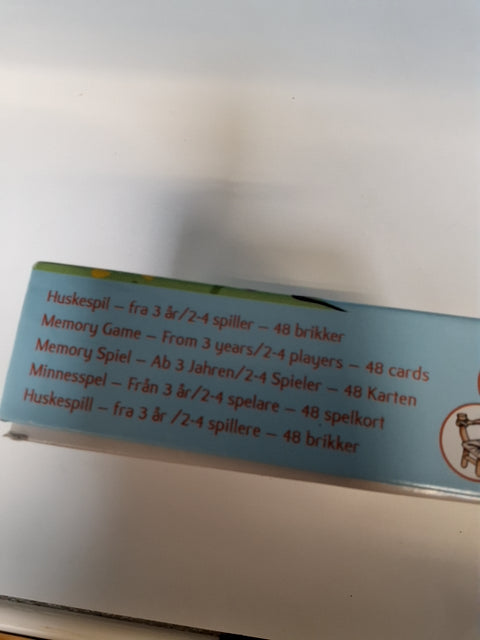 Huskespil – fra 3 år/2-4 spiller – 48 brikker
Memory Game – From 3 years/2-4 players – 48 cards
Memory Spiel – Ab 3 Jahren/2-4 Spieler – 48 Karten
Minnesspel – Från 3 år/2-4 spelare – 48 spelkort
Huskespill – fra 3 år /2-4 spillere – 48 brikker